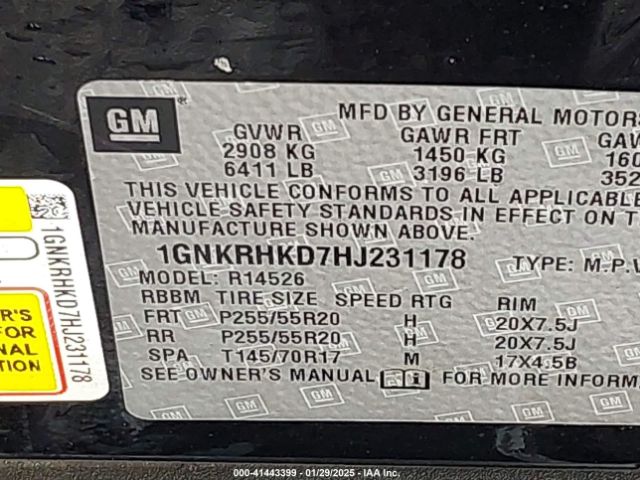 GM ®
MFD BY GENERAL MOTORS
GVWR GAWR FRT
2908 KG 1450 KG
6411 LB 3196 LB
THIS VEHICLE CONFORMS TO ALL APPLICABLE
VEHICLE SAFETY STANDARDS IN EFFECT ON
MANUFACTURE SHOWN ABOVE.
1GNKRHKD7HJ231178
TYPE: M.P.V
MODEL: R14526
RBBM TIRE SIZE SPEED RTG RIM
FRT P255/55R20 H 20X7.5J
RR P255/55R20 H 20X7.5J
SPA T145/70R17 M 17X4.5B
SEE OWNER'S MANUAL FOR MORE INFORM
1GNKRHKD7HJ231178
FOR
000-41443399 - 01/29/2025 - IAA Inc.